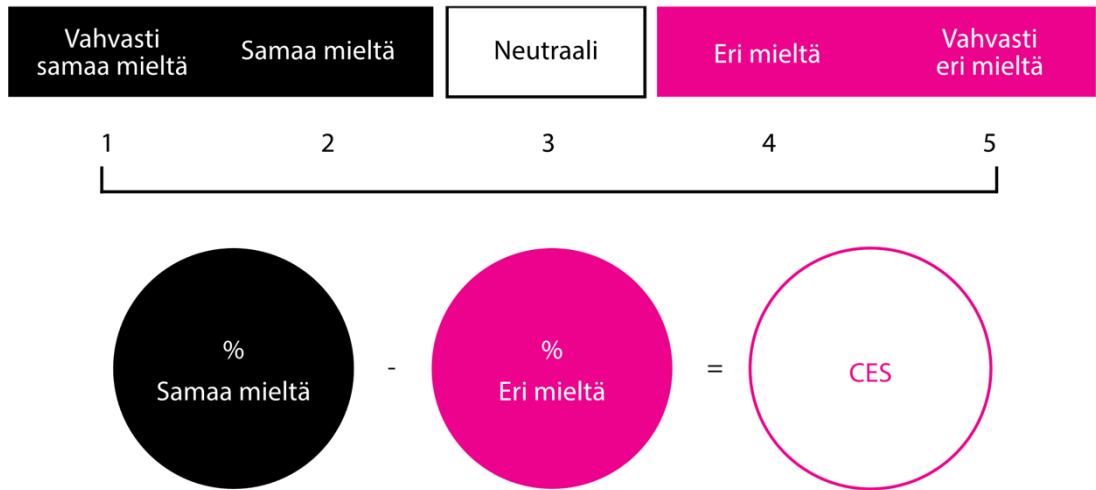 Vahvasti
samaa mieltä
Samaa mieltä
Neutraali
Eri mieltä
Vahvasti
eri mieltä
1 2 3 4 5
%
Samaa mieltä
-
%
Eri mieltä
=
CES